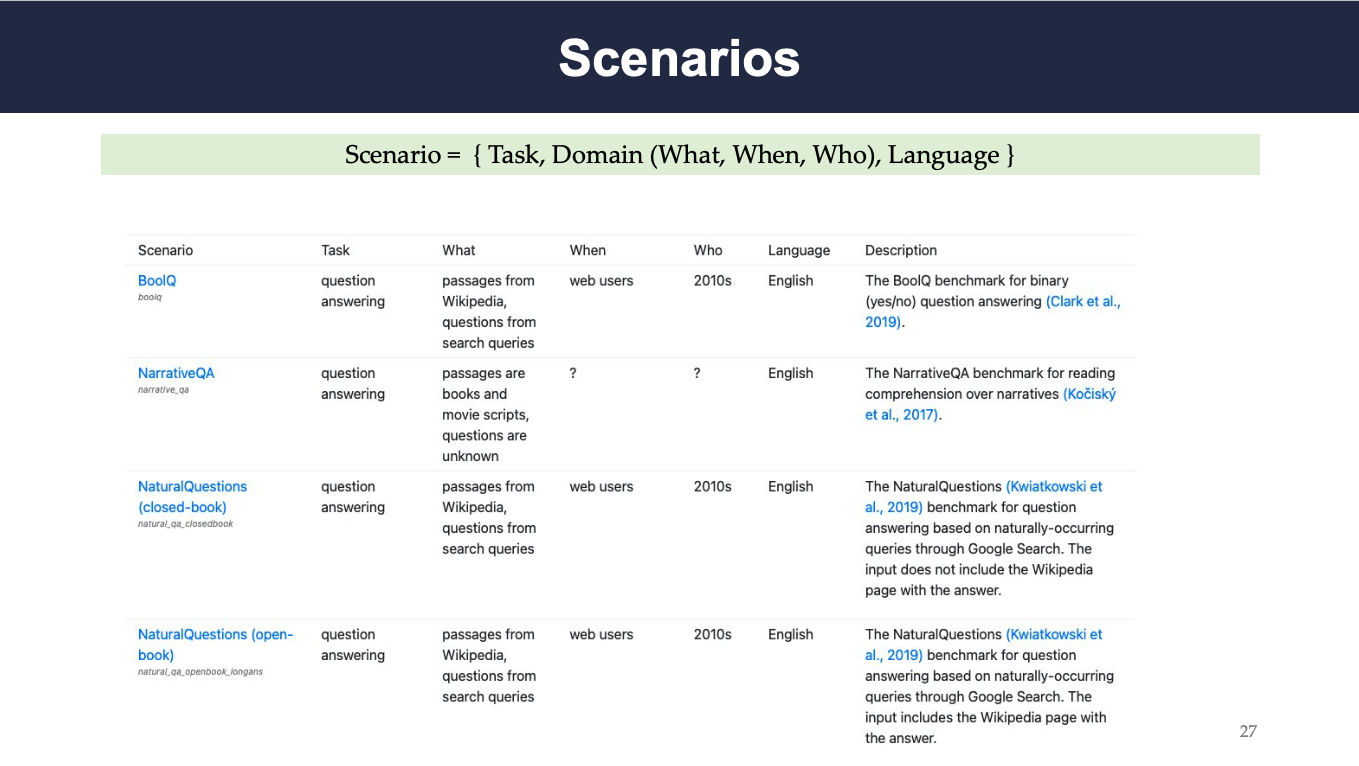 Scenarios
Scenario = { Task, Domain (What, When, Who), Language }
Scenario Task What When Who Language Description
BoolQ
boolq
question
answering
passages from
Wikipedia,
questions from
search queries
web users
2010s
English
The BoolQ benchmark for binary
(yes/no) question answering (Clark et al.,
2019).
NarrativeQA
narrative_qa
question
answering
passages are
books and
movie scripts,
questions are
unknown
?
?
English
The NarrativeQA benchmark for reading
comprehension over narratives (Kočiský
et al., 2017).
NaturalQuestions
(closed-book)
natural_qa_closedbook
question
answering
passages from
Wikipedia,
questions from
search queries
web users
2010s
English
The NaturalQuestions (Kwiatkowski et
al., 2019) benchmark for question
answering based on naturally-occurring
queries through Google Search. The
input does not include the Wikipedia
page with the answer.
NaturalQuestions (open-
book)
natural_qa_openbook_longans
question
answering
passages from
Wikipedia,
questions from
search queries
web users
2010s
English
The NaturalQuestions (Kwiatkowski et
al., 2019) benchmark for question
answering based on naturally-occurring
queries through Google Search. The
input includes the Wikipedia page with
the answer.
27